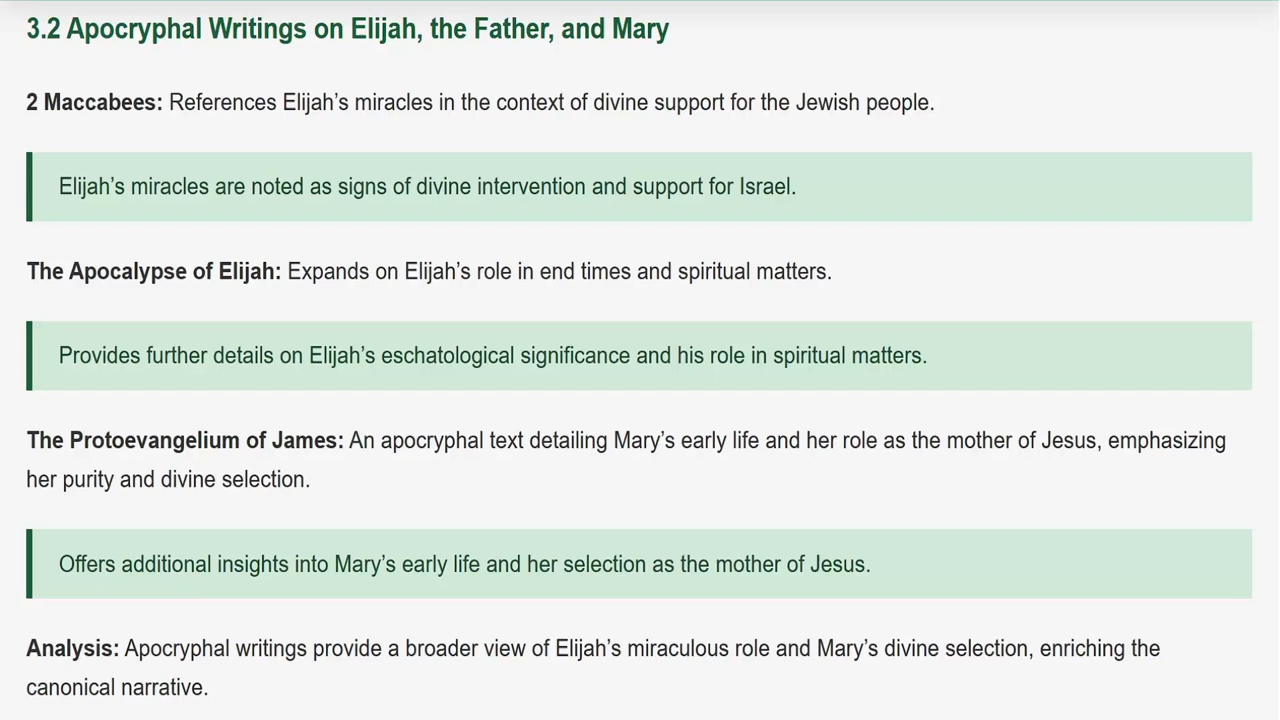 3.2 Apocryphal Writings on Elijah, the Father, and Mary
2 Maccabees: References Elijah’s miracles in the context of divine support for the Jewish people.
Elijah’s miracles are noted as signs of divine intervention and support for Israel.
The Apocalypse of Elijah: Expands on Elijah’s role in end times and spiritual matters.
Provides further details on Elijah’s eschatological significance and his role in spiritual matters.
The Protoevangelium of James: An apocryphal text detailing Mary’s early life and her role as the mother of Jesus, emphasizing
her purity and divine selection.
Offers additional insights into Mary’s early life and her selection as the mother of Jesus.
Analysis: Apocryphal writings provide a broader view of Elijah’s miraculous role and Mary’s divine selection, enriching the
canonical narrative.